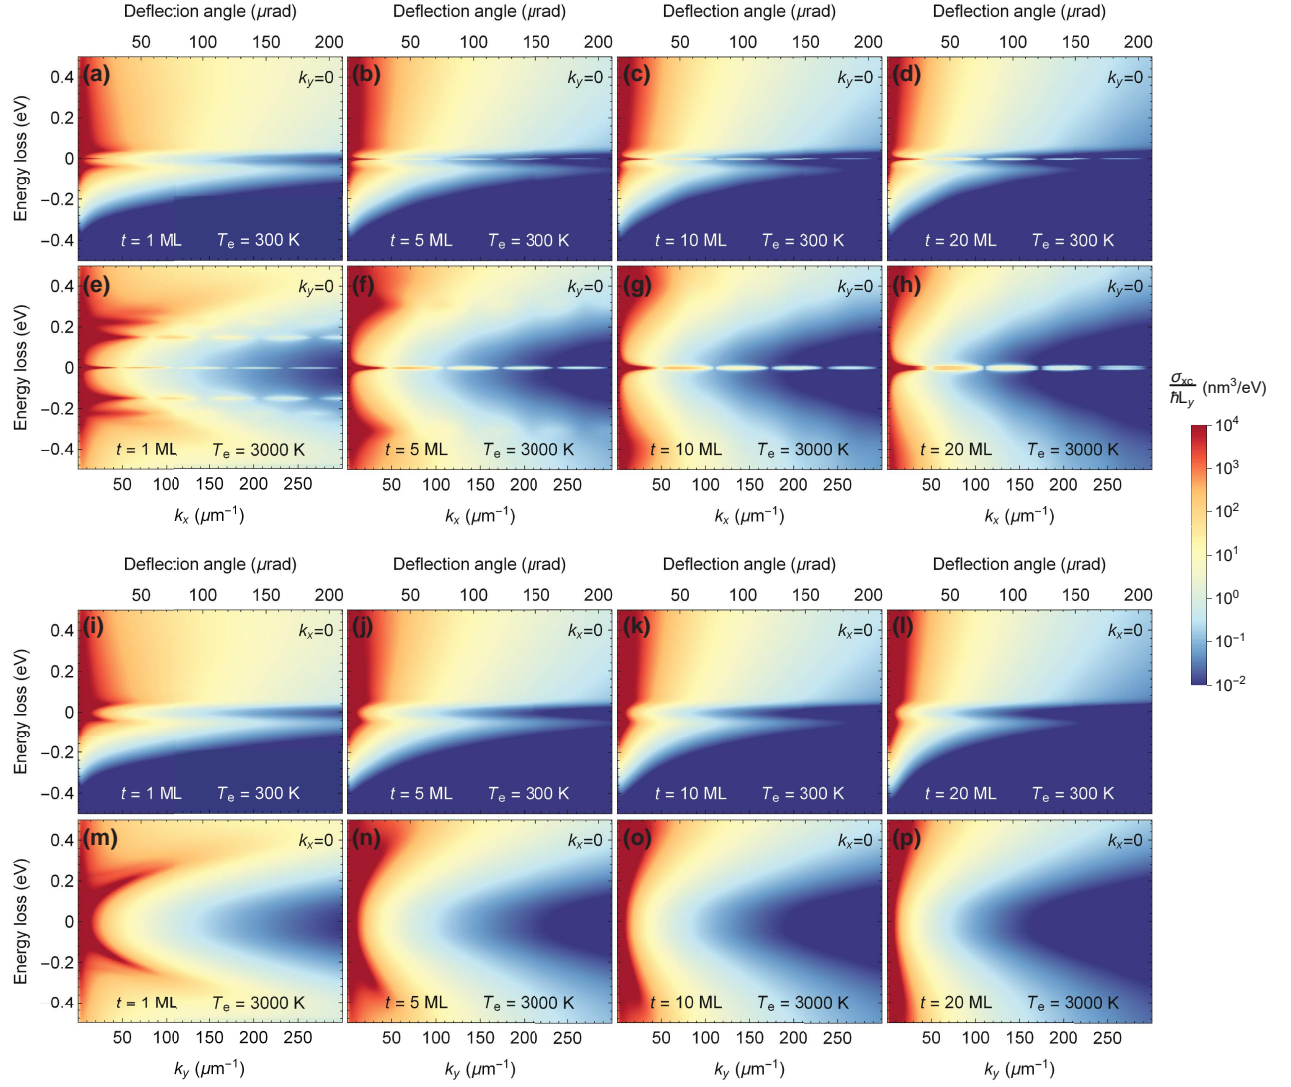 Deflection angle (μrad) Deflection angle (μrad) Deflection angle (μrad) Deflection angle (μrad)
50 100 150 200 50 100 150 200 50 100 150 200 50 100 150 200
(a) ky=0 (b) ky=0 (c) ky=0 (d) ky=0
Energy loss (eV)
0.4
0.2
0
−0.2
−0.4
t = 1 ML Te = 300 K t = 5 ML Te = 300 K t = 10 ML Te = 300 K t = 20 ML Te = 300 K
(e) ky=0 (f) ky=0 (g) ky=0 (h) ky=0
Energy loss (eV)
0.4
0.2
0
−0.2
−0.4
t = 1 ML Te = 3000 K t = 5 ML Te = 3000 K t = 10 ML Te = 3000 K t = 20 ML Te = 3000 K
50 100 150 200 250 50 100 150 200 250 50 100 150 200 250 50 100 150 200 250
kx (μm−1) kx (μm−1) kx (μm−1) kx (μm−1)
σxc/ħLy (nm3/eV)
104
103
102
101
100
10−1
10−2
Deflection angle (μrad) Deflection angle (μrad) Deflection angle (μrad) Deflection angle (μrad)
50 100 150 200 50 100 150 200 50 100 150 200 50 100 150 200
(i) kx=0 (j) kx=0 (k) kx=0 (l) kx=0
Energy loss (eV)
0.4
0.2
0
−0.2
−0.4
t = 1 ML Te = 300 K t = 5 ML Te = 300 K t = 10 ML Te = 300 K t = 20 ML Te = 300 K
(m) kx=0 (n) kx=0 (o) kx=0 (p) kx=0
Energy loss (eV)
0.4
0.2
0
−0.2
0.4
t = 1 ML Te = 3000 K t = 5 ML Te = 3000 K t = 10 ML Te = 3000 K t = 20 ML Te = 3000 K
50 100 150 200 250 50 100 150 200 250 50 100 150 200 250 50 100 150 200 250
ky (μm−1) ky (μm−1) ky (μm−1) ky (μm−1)